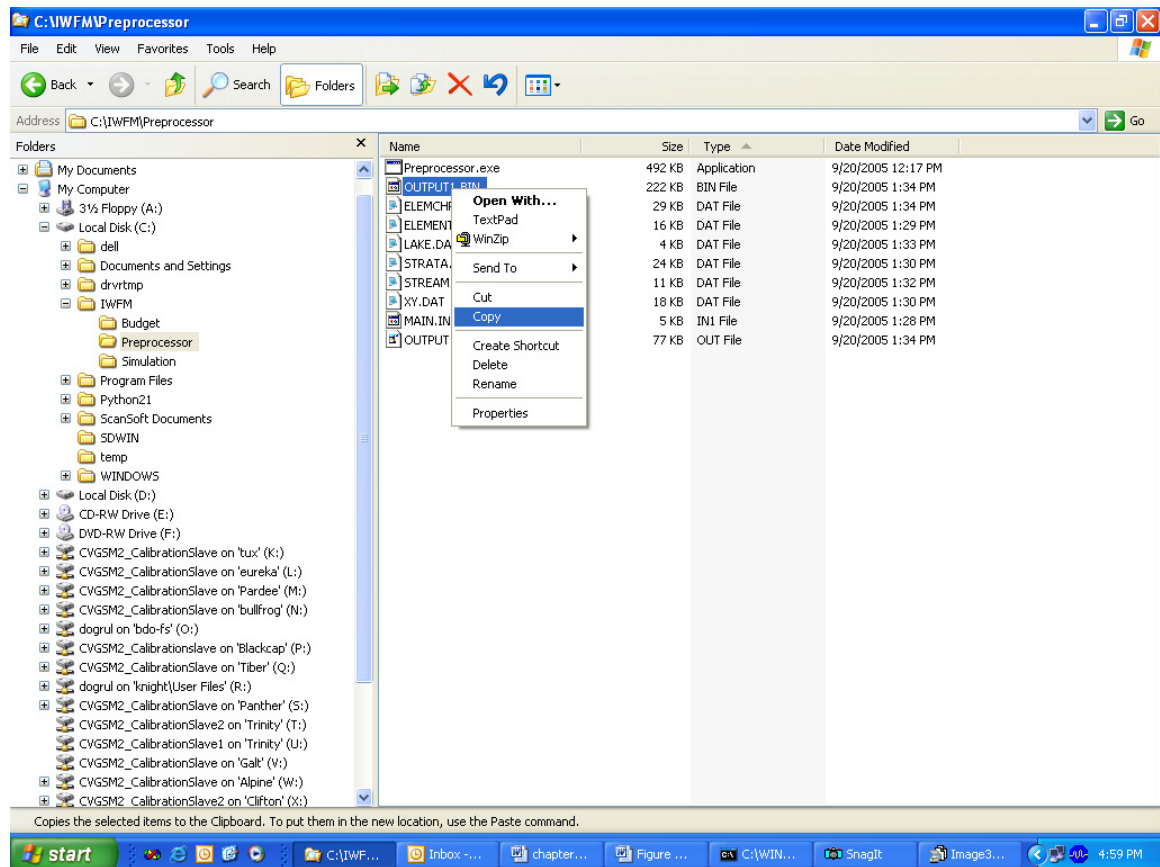 C:\IWFM\Preprocessor
File Edit View Favorites Tools Help
Back Search Folders
Address C:\IWFM\Preprocessor Go
Folders
My Documents
My Computer
3½ Floppy (A:)
Local Disk (C:)
dell
Documents and Settings
drvrtmp
IWFM
Budget
Preprocessor
Simulation
Program Files
Python21
ScanSoft Documents
SDWIN
temp
WINDOWS
Local Disk (D:)
CD-RW Drive (E:)
DVD-RW Drive (F:)
CVGSM2_CalibrationSlave on 'tux' (K:)
CVGSM2_CalibrationSlave on 'eureka' (L:)
CVGSM2_CalibrationSlave on 'Pardee' (M:)
CVGSM2_CalibrationSlave on 'bullfrog' (N:)
dogrul on 'bdo-fs' (O:)
CVGSM2_Calibrationslave on 'Blackcap' (P:)
CVGSM2_CalibrationSlave on 'Tiber' (Q:)
dogrul on 'knight\User Files' (R:)
CVGSM2_CalibrationSlave on 'Panther' (S:)
CVGSM2_CalibrationSlave2 on 'Trinity' (T:)
CVGSM2_CalibrationSlave1 on 'Trinity' (U:)
CVGSM2_CalibrationSlave on 'Galt' (V:)
CVGSM2_CalibrationSlave on 'Alpine' (W:)
CVGSM2_CalibrationSlave2 on 'Clifton' (X:)
Name Size Type Date Modified
Preprocessor.exe 492 KB Application 9/20/2005 12:17 PM
OUTPUT1.BIN 222 KB BIN File 9/20/2005 1:34 PM
ELEMCH 29 KB DAT File 9/20/2005 1:34 PM
ELEMENT 16 KB DAT File 9/20/2005 1:29 PM
LAKE.DA 4 KB DAT File 9/20/2005 1:33 PM
STRATA. 24 KB DAT File 9/20/2005 1:30 PM
STREAM 11 KB DAT File 9/20/2005 1:32 PM
XY.DAT 18 KB DAT File 9/20/2005 1:30 PM
MAIN.IN 5 KB IN1 File 9/20/2005 1:28 PM
OUTPUT 77 KB OUT File 9/20/2005 1:34 PM
Open With...
TextPad
WinZip
Send To
Cut
Copy
Create Shortcut
Delete
Rename
Properties
Copies the selected items to the Clipboard. To put them in the new location, use the Paste command.
start C:\IWF... Inbox -... chapter... Figure ... C:\WIN... SnagIt Image3... 4:59 PM